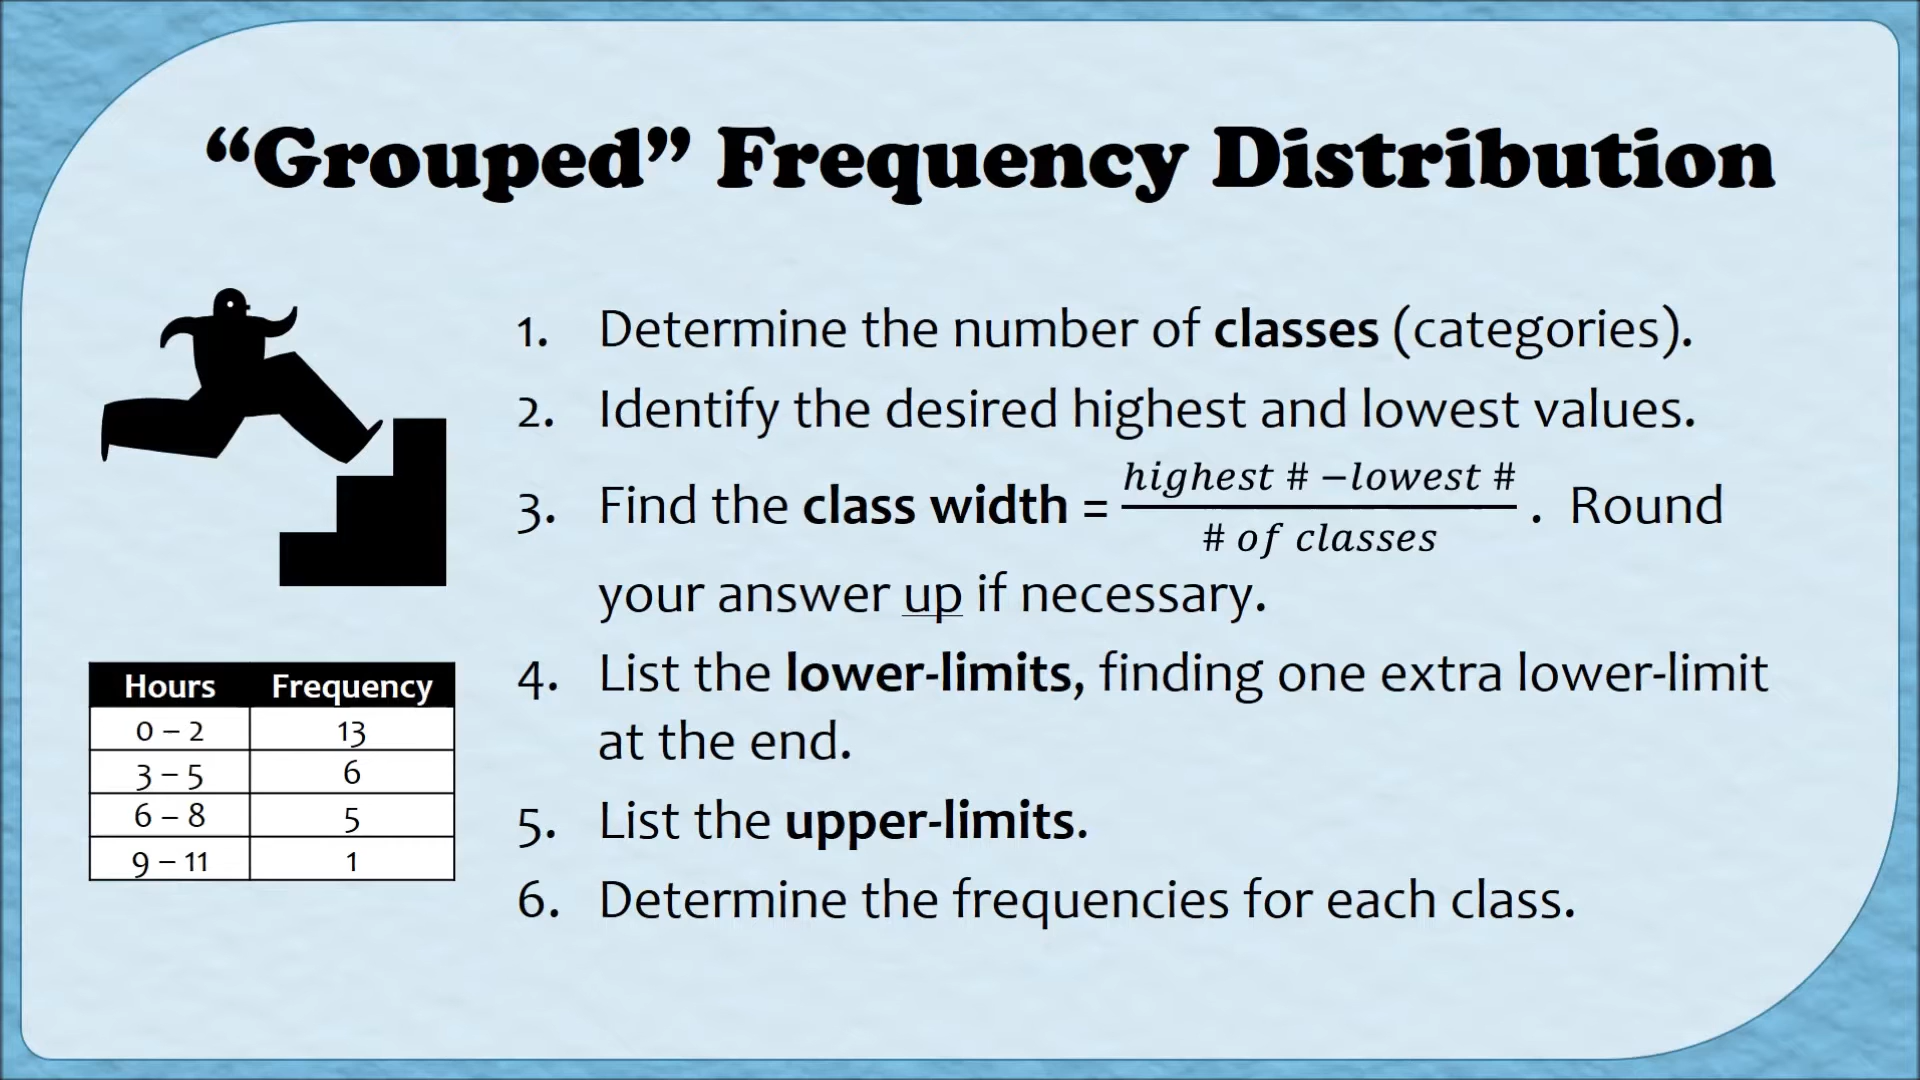 “Grouped” Frequency Distribution
1. Determine the number of classes (categories).
2. Identify the desired highest and lowest values.
3. Find the class width = highest # −lowest # / # of classes . Round
your answer up if necessary.
4. List the lower-limits, finding one extra lower-limit
at the end.
5. List the upper-limits.
6. Determine the frequencies for each class.
Hours Frequency
0 – 2 13
3 – 5 6
6 – 8 5
9 – 11 1